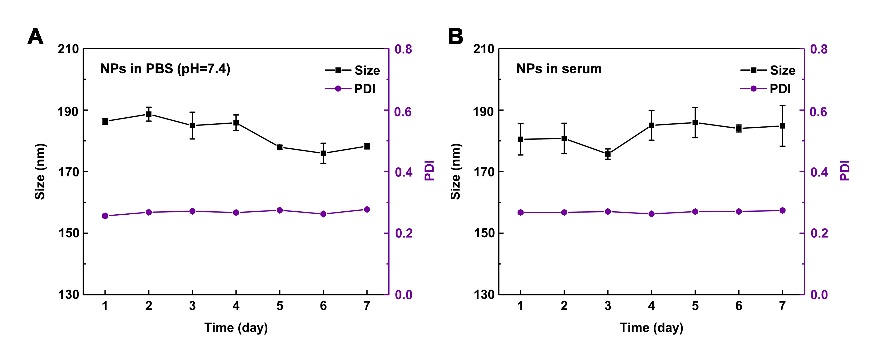 A
NPs in PBS (pH=7.4)
Size
PDI
210
190
170
150
130
Size (nm)
0.8
0.6
0.4
0.2
0.0
PDI
1 2 3 4 5 6 7
Time (day)
B
NPs in serum
Size
PDI
210
190
170
150
130
Size (nm)
0.8
0.6
0.4
0.2
0.0
PDI
1 2 3 4 5 6 7
Time (day)